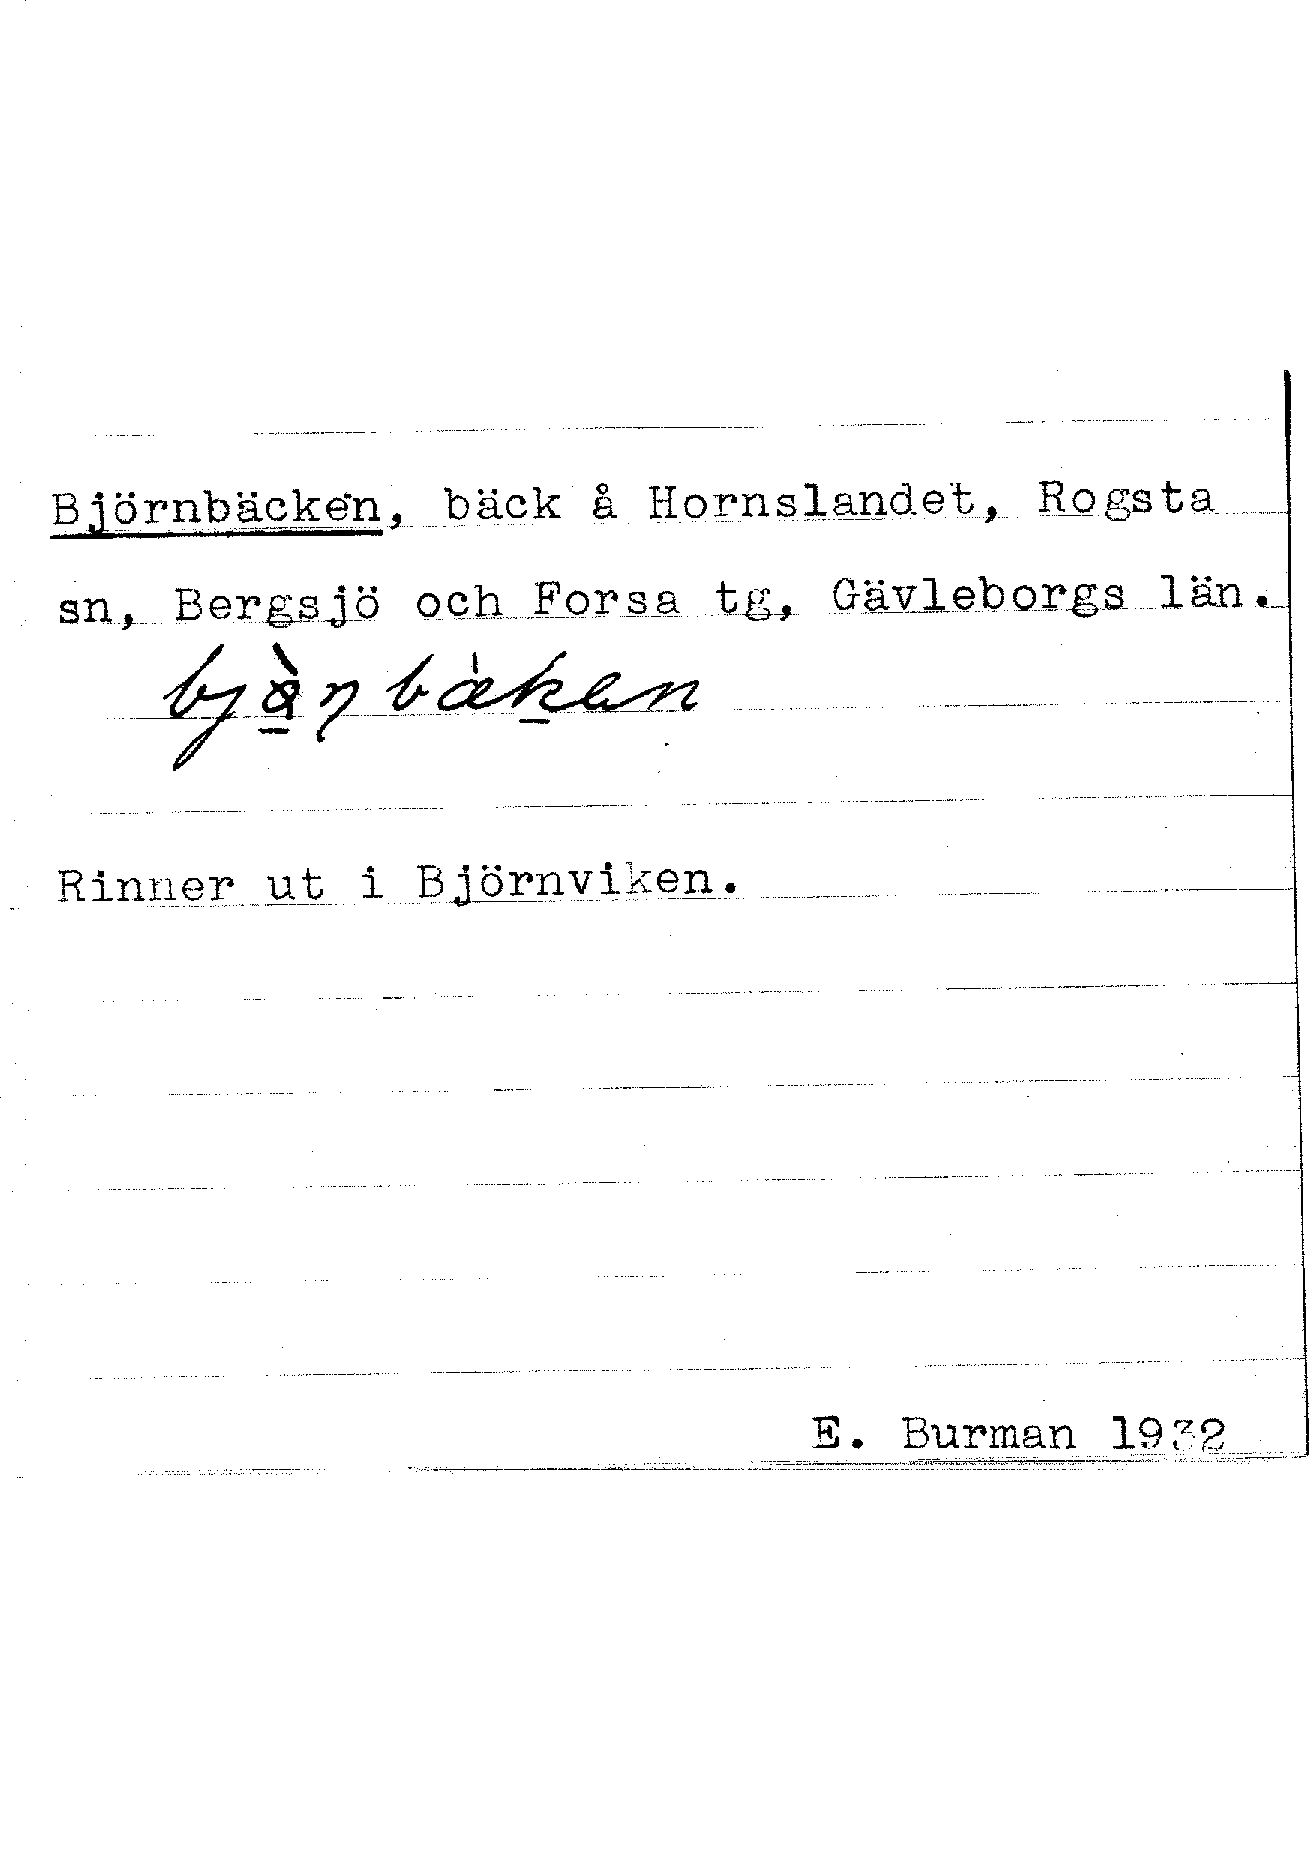 Björnbäcken, bäck å Hornslandet, Rogsta
sn, Bergsjö och Forsa tg, Gävleborgs län.
Rinner ut i Björnviken.
E. Burman 1932